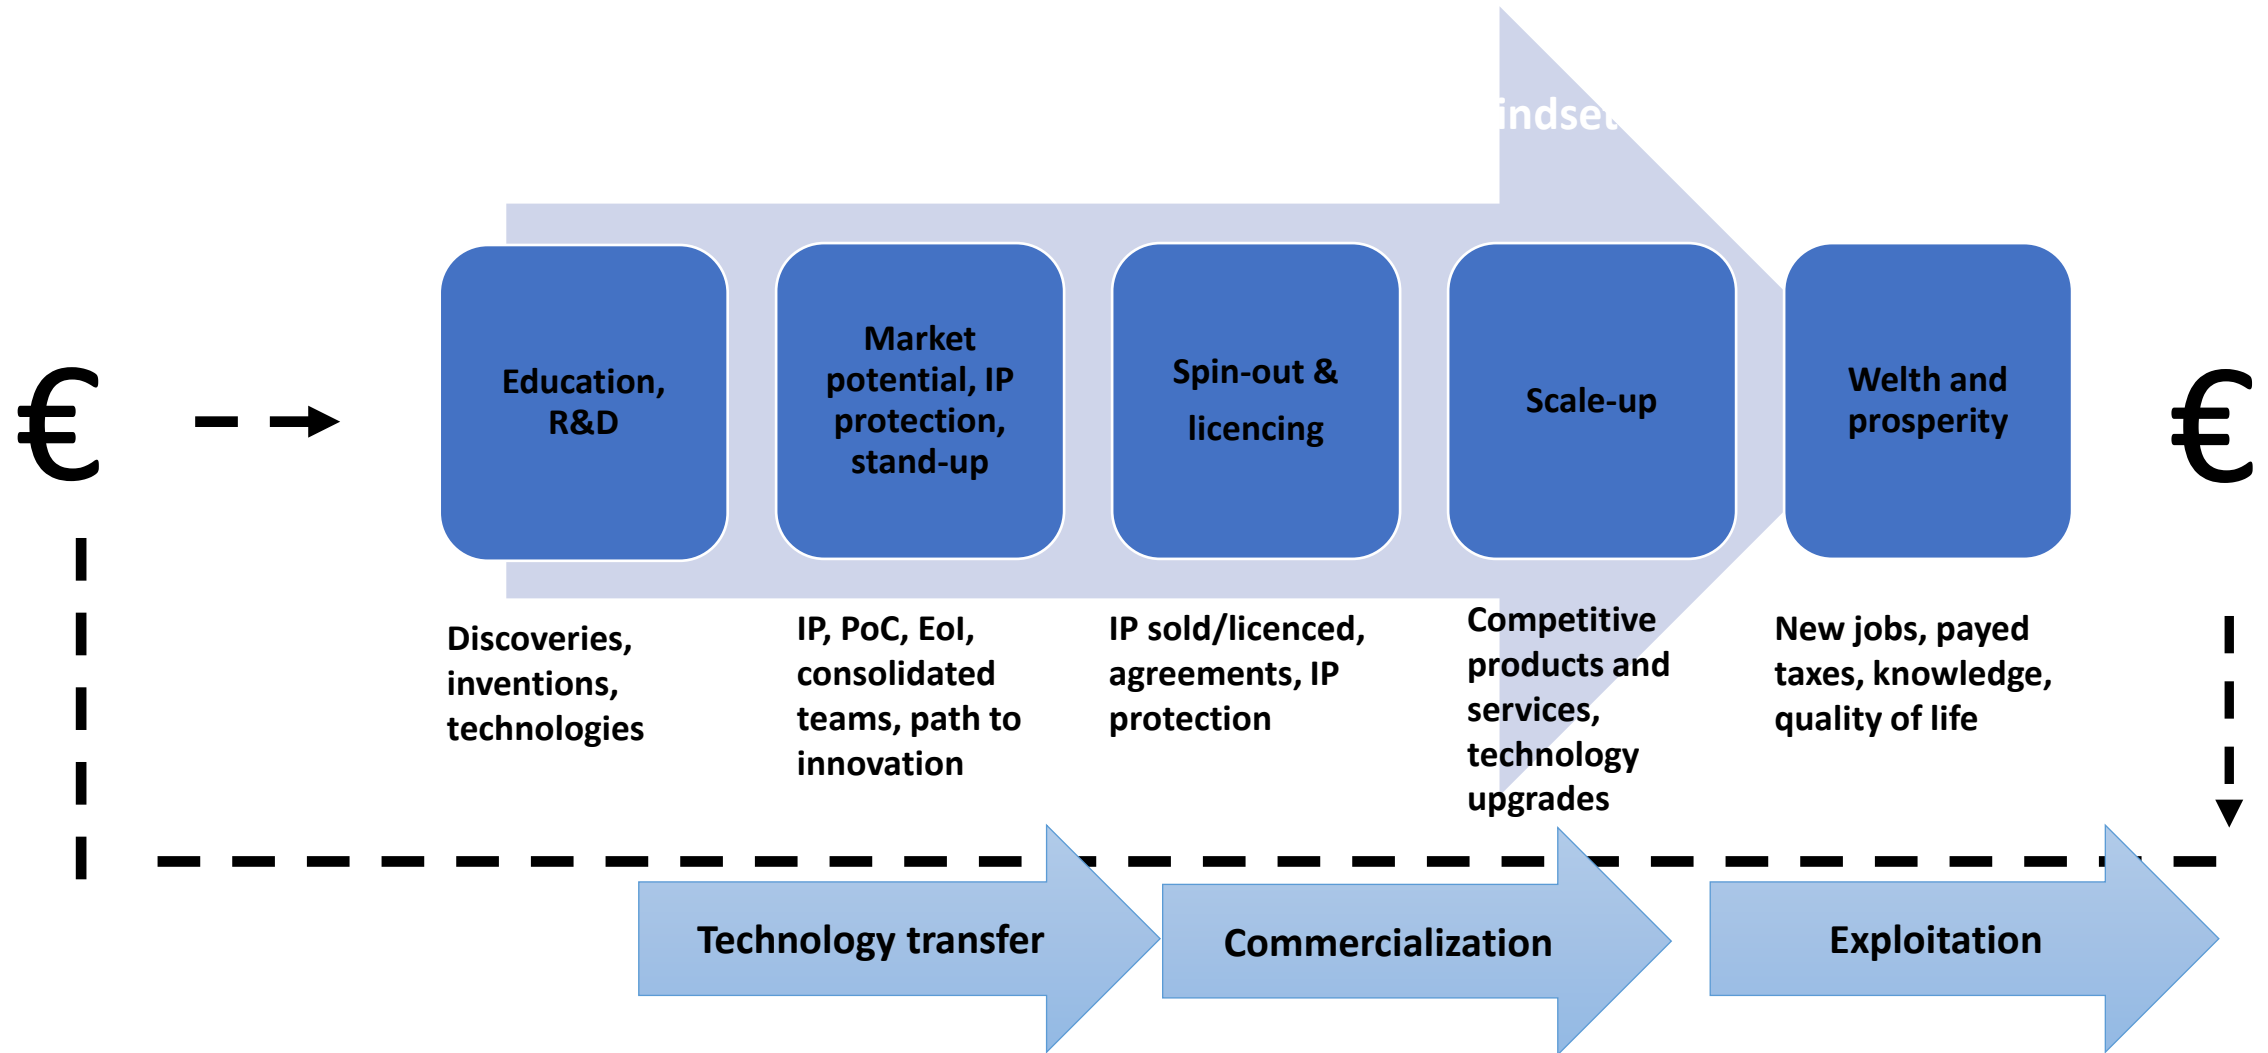 indset
€
Education,
R&D
Market
potential, IP
protection,
stand-up
Spin-out &
licencing
Scale-up
Welth and
prosperity
€
Discoveries,
inventions,
technologies
IP, PoC, EoI,
consolidated
teams, path to
innovation
IP sold/licenced,
agreements, IP
protection
Competitive
products and
services,
technology
upgrades
New jobs, payed
taxes, knowledge,
quality of life
Technology transfer
Commercialization
Exploitation